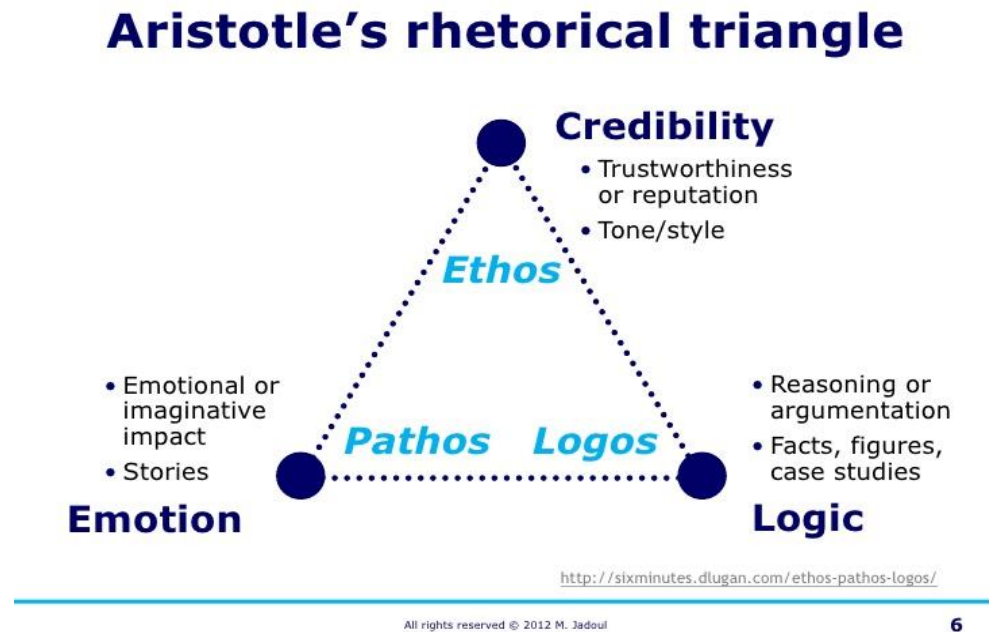 Aristotle’s rhetorical triangle
Credibility
• Trustworthiness
or reputation
• Tone/style
Ethos
• Emotional or
imaginative
impact
• Stories
Emotion
Pathos Logos
• Reasoning or
argumentation
• Facts, figures,
case studies
Logic
http://sixminutes.dlugan.com/ethos-pathos-logos/
All rights reserved © 2012 M. Jadoul
6